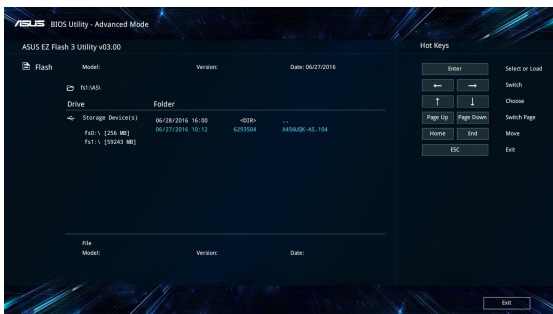 ASUS BIOS Utility - Advanced Mode
ASUS EZ Flash 3 Utility v03.00
Flash
Model: Version: Date: 06/27/2016
fs1:\AS\
Drive Folder
Storage Device(s)
fs0:\ [256 MB]
fs1:\ [59243 MB]
06/28/2016 16:00 <DIR> ..
06/27/2016 10:12 6293504 X456UQK-AS.104
File
Model: Version: Date:
Hot Keys
Enter Select or Load
← → Switch
↑ ↓ Choose
Page Up Page Down Switch Page
Home End Move
ESC Exit
Exit